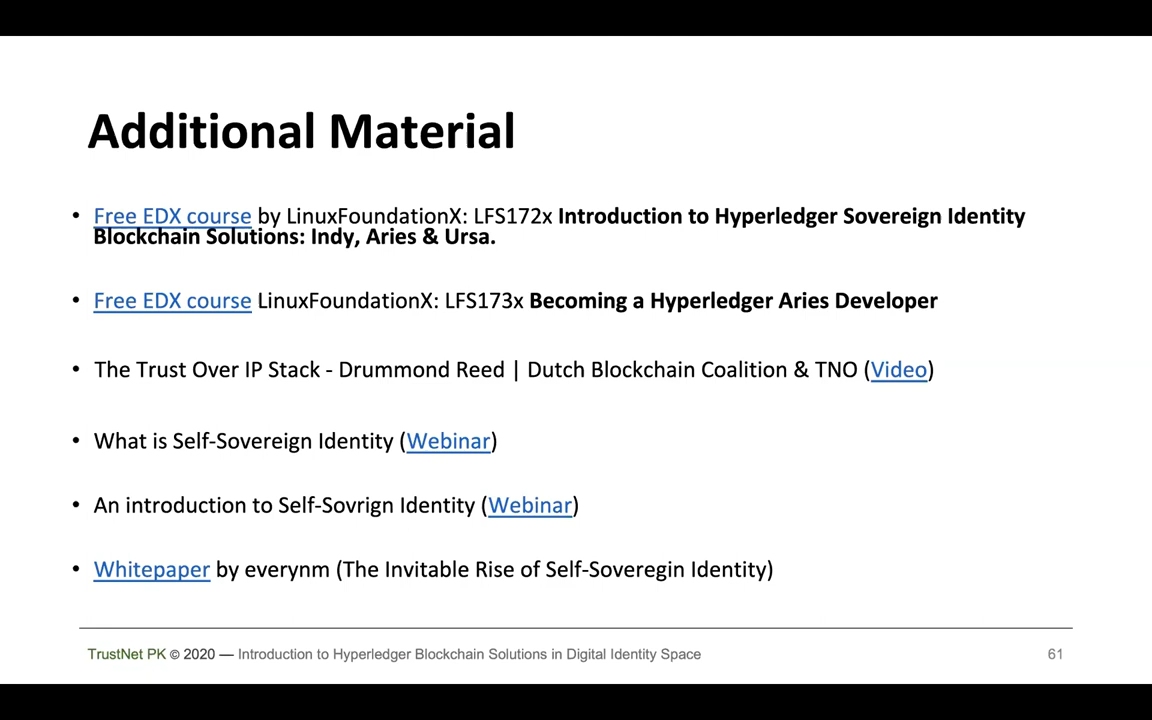 Additional Material
• Free EDX course by LinuxFoundationX: LFS172x Introduction to Hyperledger Sovereign Identity
Blockchain Solutions: Indy, Aries & Ursa.
• Free EDX course LinuxFoundationX: LFS173x Becoming a Hyperledger Aries Developer
• The Trust Over IP Stack - Drummond Reed | Dutch Blockchain Coalition & TNO (Video)
• What is Self-Sovereign Identity (Webinar)
• An introduction to Self-Sovrign Identity (Webinar)
• Whitepaper by everynm (The Invitable Rise of Self-Soveregin Identity)
TrustNet PK © 2020 — Introduction to Hyperledger Blockchain Solutions in Digital Identity Space 61